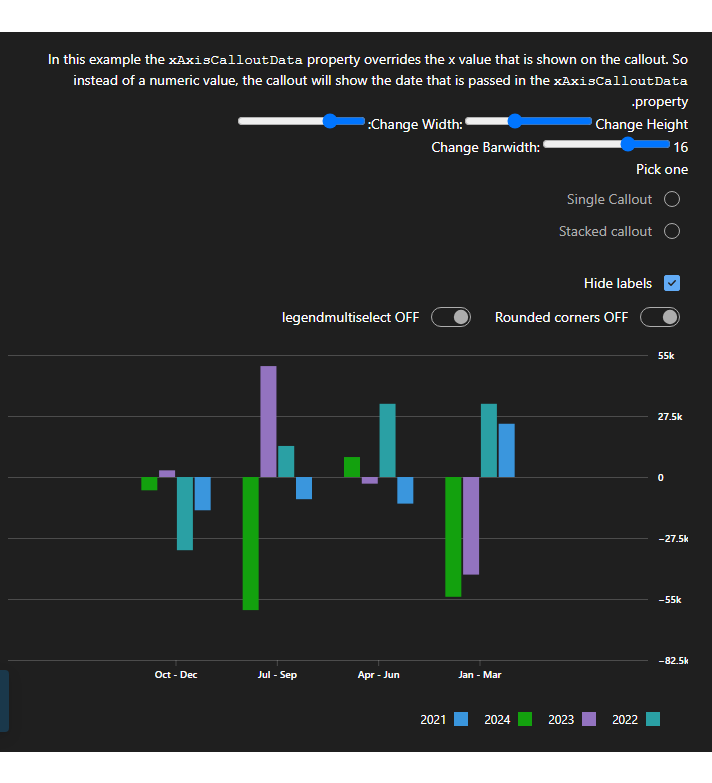 In this example the xAxisCalloutData property overrides the x value that is shown on the callout. So
instead of a numeric value, the callout will show the date that is passed in the xAxisCalloutData
.property
:Change Width: Change Height
Change Barwidth: 16
Pick one
Single Callout
Stacked callout
Hide labels
legendmultiselect OFF Rounded corners OFF
55k
27.5k
0
−27.5k
−55k
−82.5k
Oct - Dec Jul - Sep Apr - Jun Jan - Mar
2021 2024 2023 2022